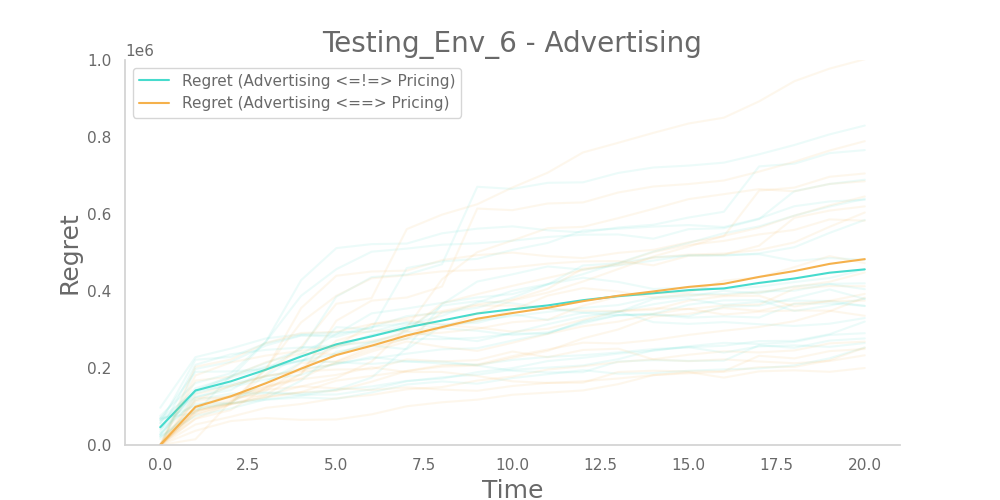 Testing_Env_6 - Advertising
1e6
1.0
Regret (Advertising <=!=> Pricing)
Regret (Advertising <==> Pricing)
0.8
0.6
Regret
0.4
0.2
0.0
0.0 2.5 5.0 7.5 10.0 12.5 15.0 17.5 20.0
Time